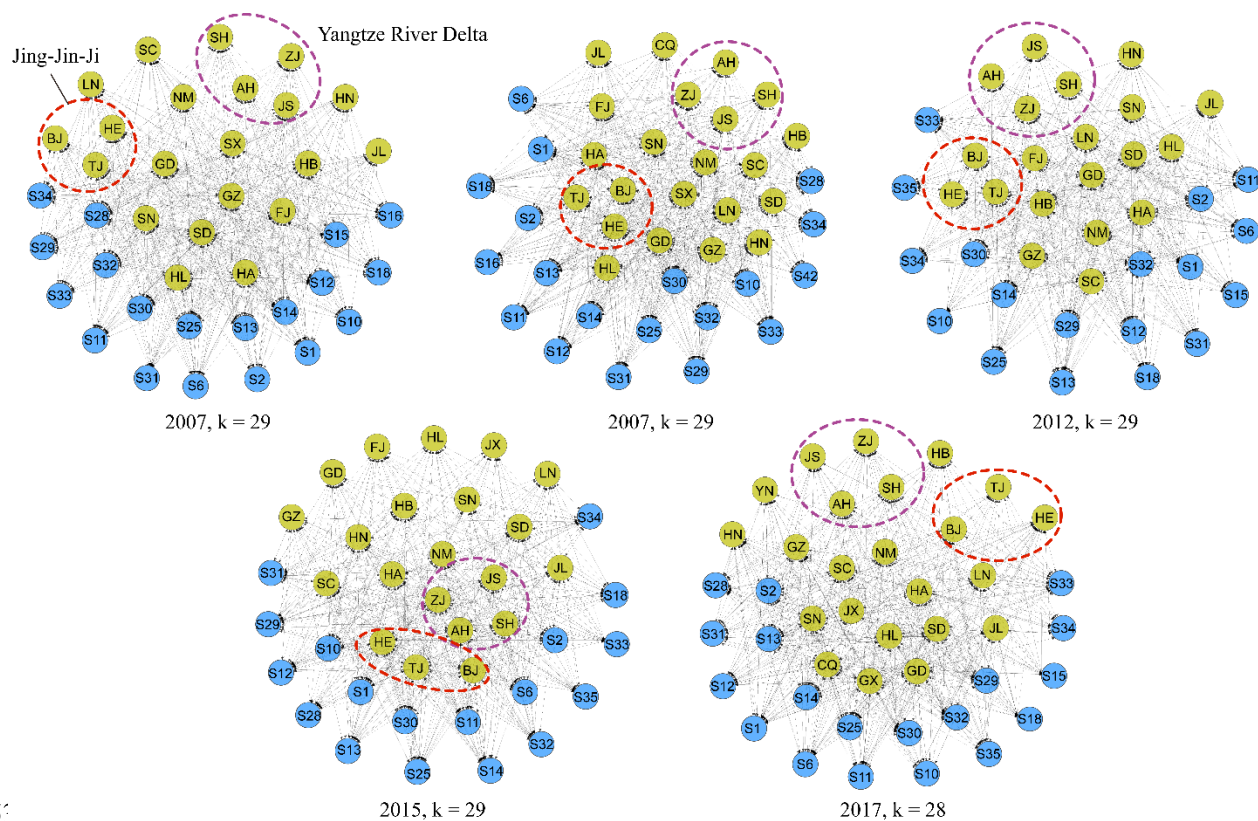 Jing-Jin-Ji
Yangtze River Delta
SH
SC
ZJ
LN
NM
AH
JS
HN
BJ
HE
TJ
GD
SX
HB
JL
S34
S28
SN
GZ
FJ
S16
S29
S32
SD
S15
S33
S30
HL
HA
S12
S18
S11
S25
S13
S14
S10
S31
S6
S2
S1
2007, k = 29
JL
CQ
AH
S6
FJ
ZJ
SH
JS
S1
HA
SN
NM
HB
SC
S18
TJ
BJ
SX
S28
S2
HE
LN
SD
S34
S16
S13
HL
GD
GZ
HN
S30
S10
S42
S11
S14
S25
S32
S33
S12
S31
S29
2007, k = 29
JS
HN
AH
SH
ZJ
SN
JL
S33
LN
BJ
FJ
SD
HL
S35
HE
TJ
GD
S11
HB
HA
S2
S34
S30
NM
S6
GZ
S32
S1
S14
SC
S15
S10
S29
S12
S31
S25
S13
S18
2012, k = 29
FJ
HL
JX
GD
LN
GZ
HB
SN
S34
HN
SD
NM
S31
SC
HA
JS
JL
ZJ
S18
S29
AH
SH
S10
HE
S2
S33
S12
TJ
BJ
S1
S6
S35
S28
S30
S11
S13
S32
S25
S14
2015, k = 29
ZJ
JS
HB
YN
AH
SH
TJ
HN
BJ
HE
GZ
NM
SC
S28
S2
HA
LN
S33
S31
S13
SN
JX
HL
SD
JL
S34
S12
CQ
GX
GD
S29
S15
S14
S1
S25
S30
S32
S18
S6
S11
S10
S35
2017, k = 28